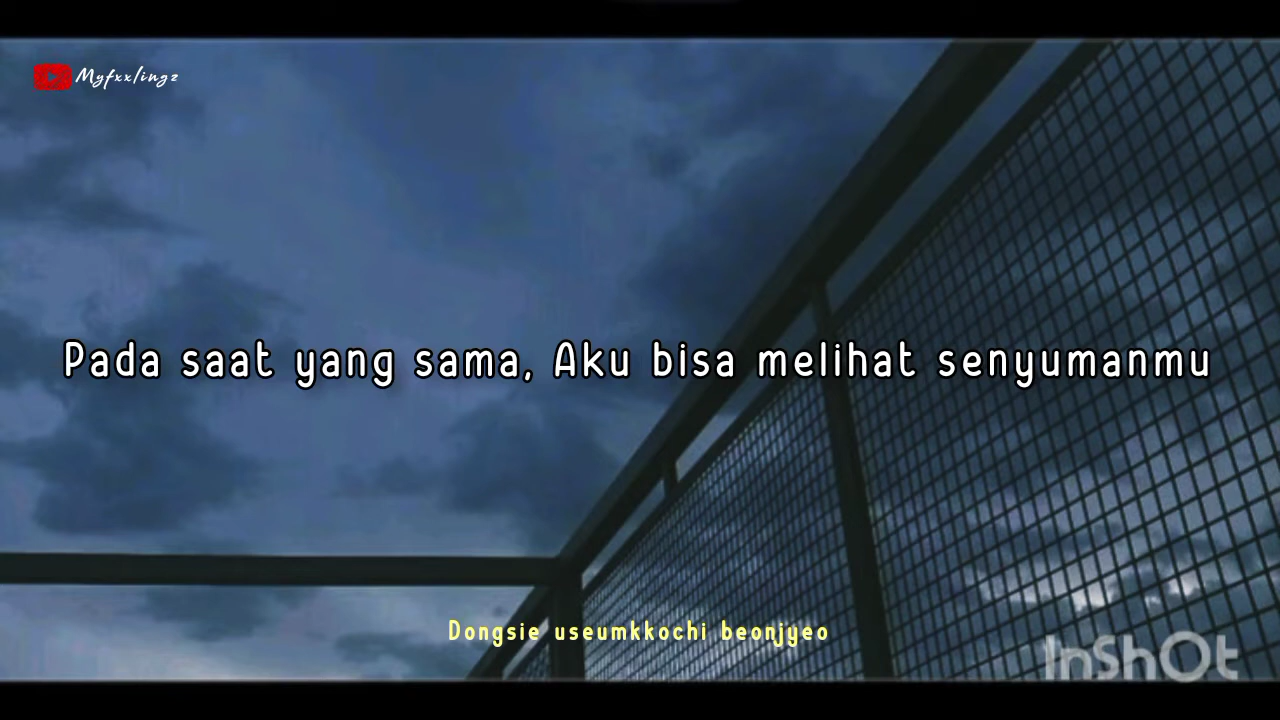 Myfxxlingz
Pada saat yang sama, Aku bisa melihat senyumanmu
Dongsie useumkkochi beonjyeo
InShOt